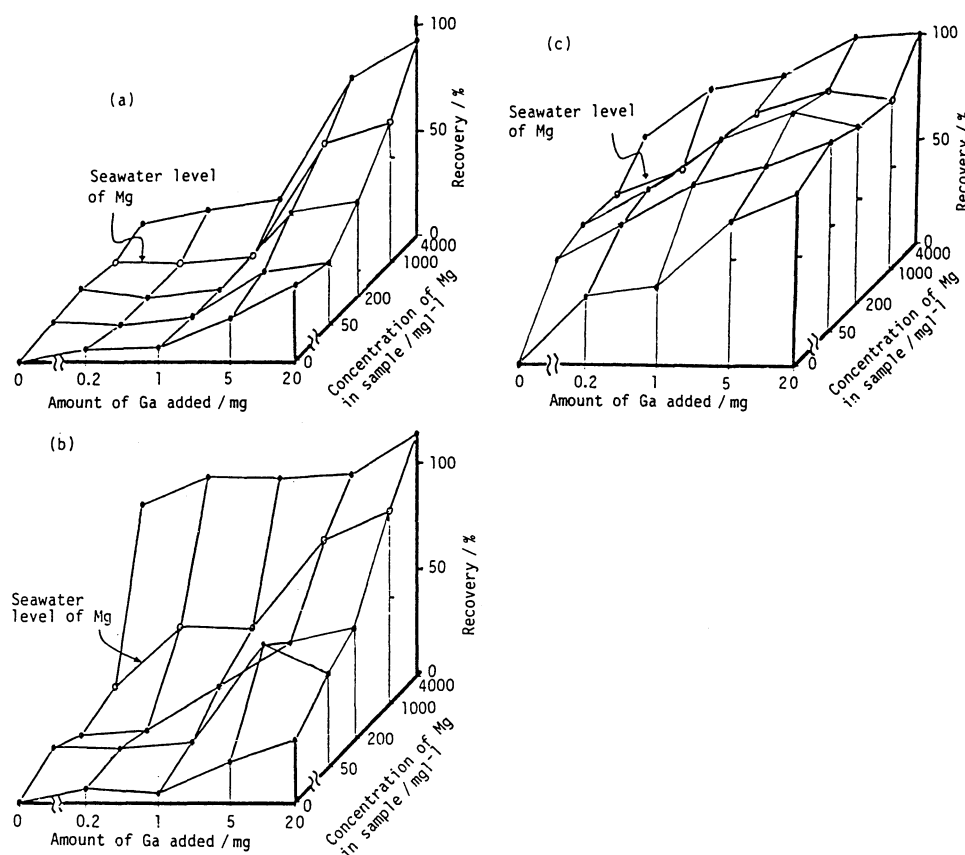 (a)
Seawater level
of Mg
100
50
0
Recovery / %
4000
1000
200
50
0
Concentration of Mg
in sample / mgl-1
0
0.2
1
5
20
Amount of Ga added / mg
(c)
Seawater level
of Mg
100
50
0
Recovery / %
4000
1000
200
50
0
Concentration of Mg
in sample / mgl-1
0
0.2
1
5
20
Amount of Ga added / mg
(b)
Seawater
level of Mg
100
50
0
Recovery / %
4000
1000
200
50
0
Concentration of Mg
in sample / mgl-1
0
0.2
1
5
20
Amount of Ga added / mg